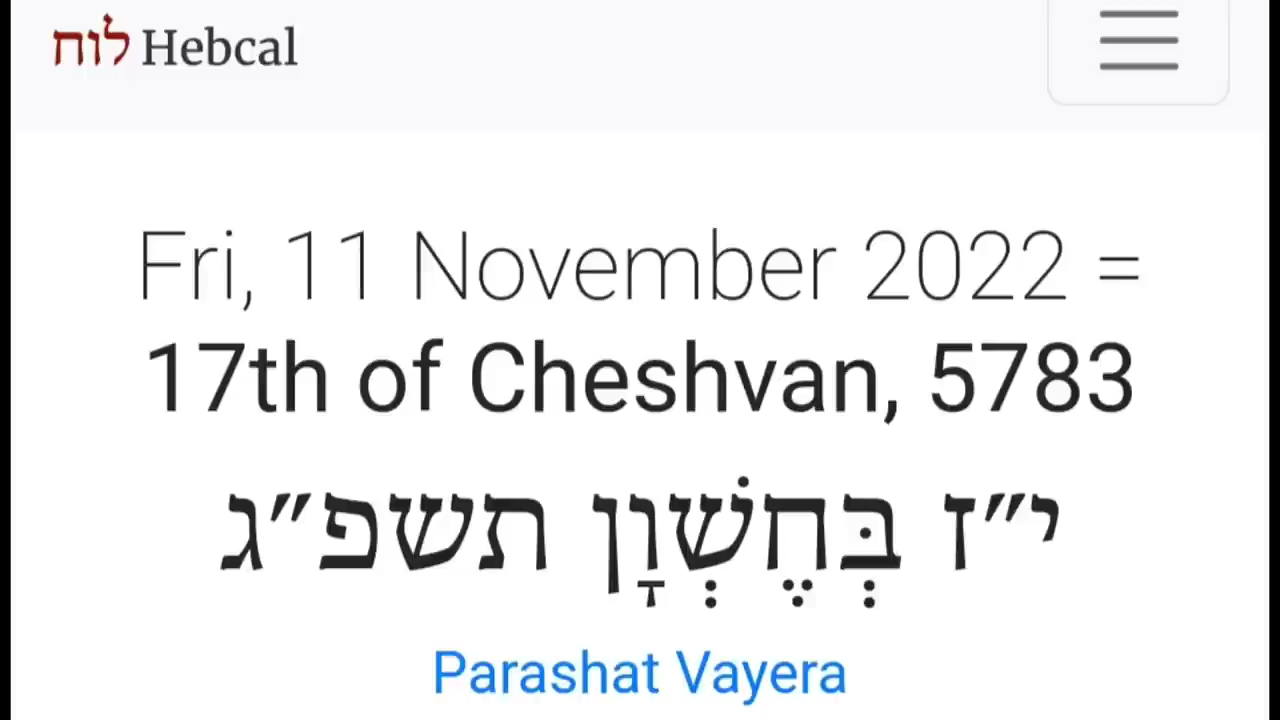 לוח Hebcal
Fri, 11 November 2022 =
17th of Cheshvan, 5783
י״ז בְּחֶשְׁוָן תשפ״ג
Parashat Vayera